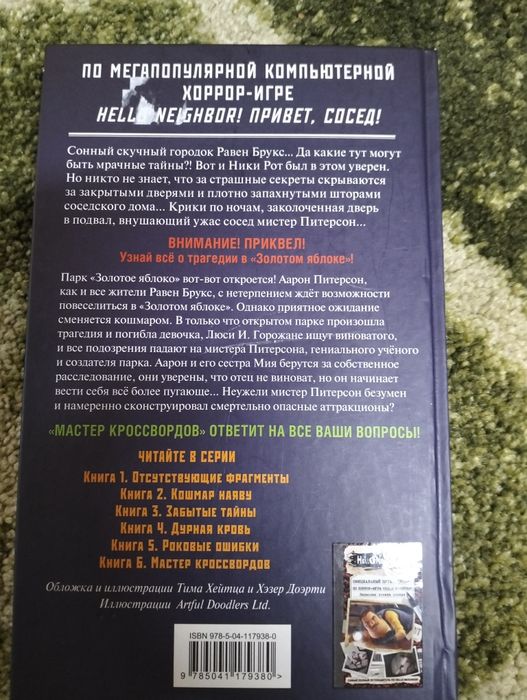 ПО МЕГАПОПУЛЯРНОЙ КОМПЬЮТЕРНОЙ
ХОРРОР-ИГРЕ
HELLO NEIGHBOR! ПРИВЕТ, СОСЕД!
Сонный скучный городок Равен Брукс... Да какие тут могут
быть мрачные тайны?! Вот и Ники Рот был в этом уверен.
Но никто не знает, что за страшные секреты скрываются
за закрытыми дверями и плотно запахнутыми шторами
соседского дома... Крики по ночам, заколоченная дверь
в подвал, внушающий ужас сосед мистер Питерсон...
ВНИМАНИЕ! ПРИКВЕЛ!
Узнай всё о трагедии в «Золотом яблоке»!
Парк «Золотое яблоко» вот-вот откроется! Аарон Питерсон,
как и все жители Равен Брукс, с нетерпением ждёт возможности
повеселиться в «Золотом яблоке». Однако приятное ожидание
сменяется кошмаром. В только что открытом парке произошла
трагедия и погибла девочка, Люси И. Горожане ищут виноватого,
и все подозрения падают на мистера Питерсона, гениального учёного
и создателя парка. Аарон и его сестра Мия берутся за собственное
расследование, они уверены, что отец не виноват, но он начинает
вести себя всё более пугающе... Неужели мистер Питерсон безумен
и намеренно сконструировал смертельно опасные аттракционы?
«МАСТЕР КРОССВОРДОВ» ОТВЕТИТ НА ВСЕ ВАШИ ВОПРОСЫ!
ЧИТАЙТЕ В СЕРИИ
Книга 1. Отсутствующие фрагменты
Книга 2. Кошмар наяву
Книга 3. Забытые тайны
Книга 4. Дурная кровь
Книга 5. Роковые ошибки
Книга 6. Мастер кроссвордов
Обложка и иллюстрации Тима Хейтца и Хэзер Доэрти
Иллюстрации Artful Doodlers Ltd.
ISBN 978-5-04-117938-0
9 785041 179380 >